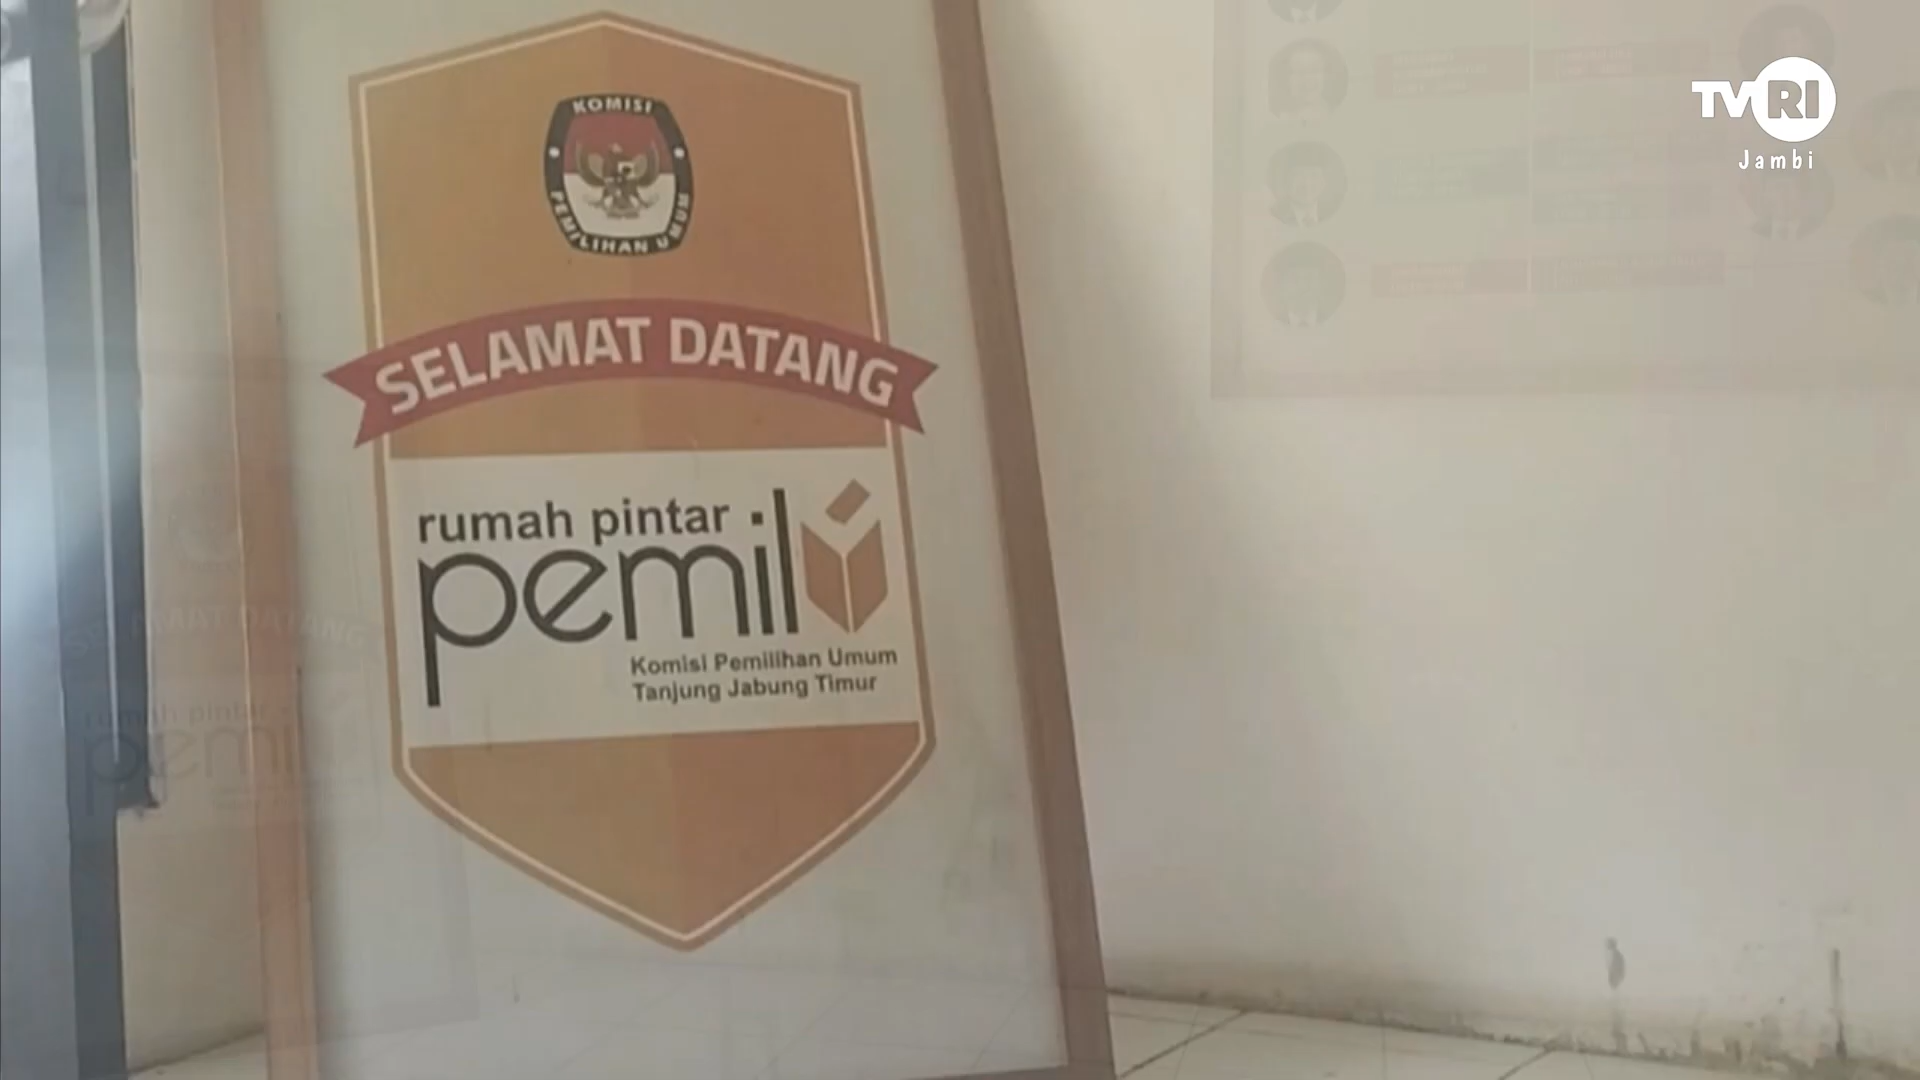 TVRI
Jambi
KOMISI
PEMILIHAN UMUM
SELAMAT DATANG
rumah pintar
pemilu
Komisi Pemilihan Umum
Tanjung Jabung Timur